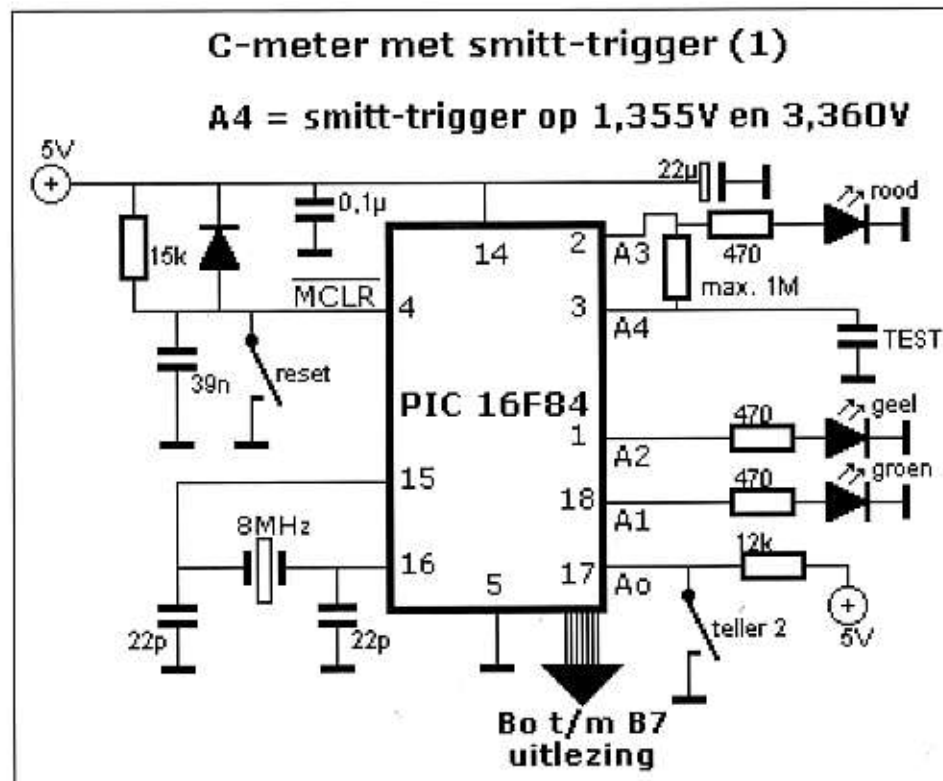 C-meter met smitt-trigger (1)
A4 = smitt-trigger op 1,355V en 3,360V
5V
22µ
rood
15k
0,1µ
14
2
A3
470
MCLR
4
3
A4
max. 1M
TEST
39n
reset
PIC 16F84
1
A2
470
geel
18
A1
470
groen
15
8MHz
16
22p
22p
5
17
Ao
12k
5V
teller 2
Bo t/m B7
uitlezing